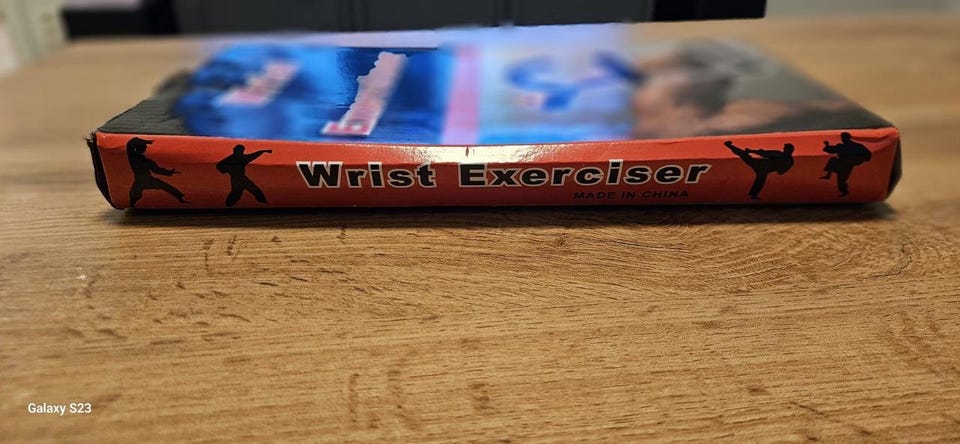 Wrist Exerciser
MADE IN CHINA
Galaxy S23